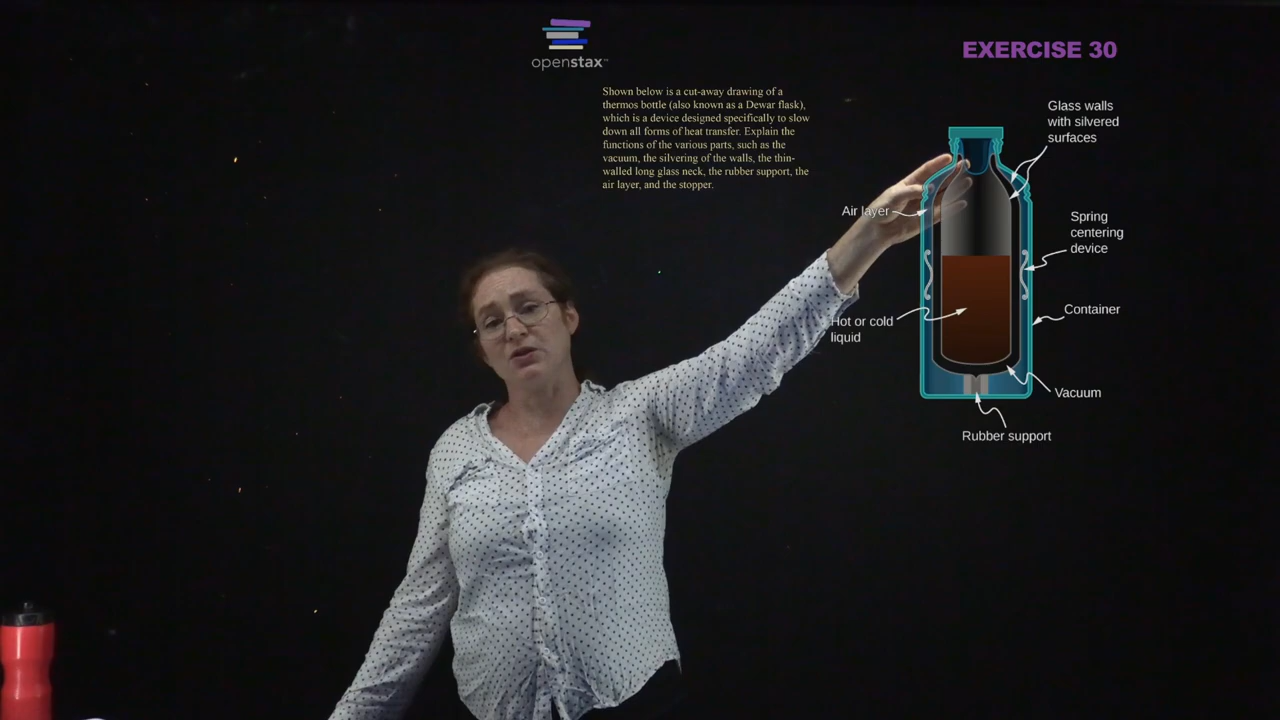 openstax™
EXERCISE 30
Shown below is a cut-away drawing of a
thermos bottle (also known as a Dewar flask),
which is a device designed specifically to slow
down all forms of heat transfer. Explain the
functions of the various parts, such as the
vacuum, the silvering of the walls, the thin-
walled long glass neck, the rubber support, the
air layer, and the stopper.
Glass walls
with silvered
surfaces
Air layer
Spring
centering
device
Hot or cold
liquid
Container
Vacuum
Rubber support